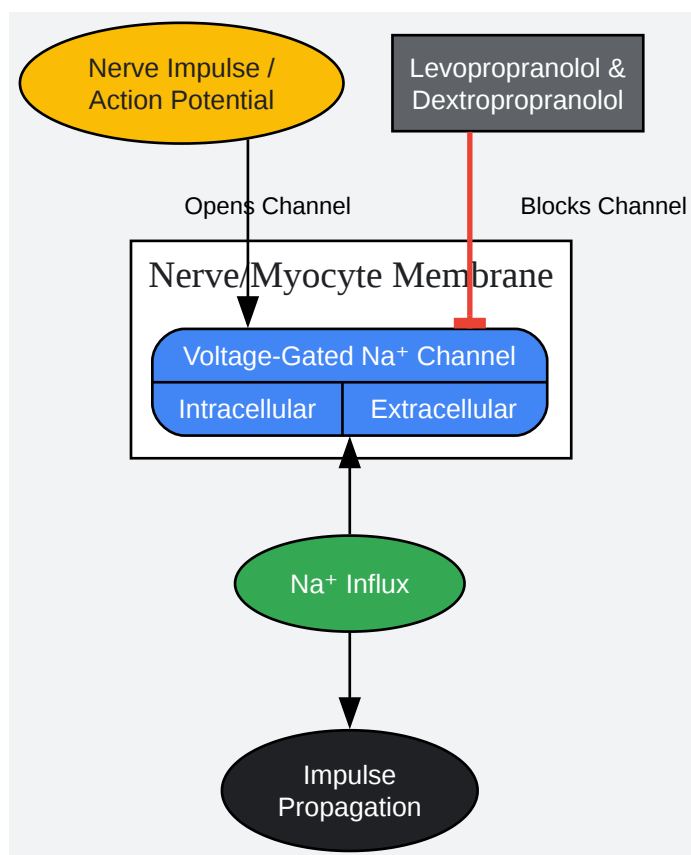 Nerve Impulse /
Action Potential
Levopropranolol &
Dextropropranolol
Opens Channel
Blocks Channel
Nerve/Myocyte Membrane
Voltage-Gated Na⁺ Channel
Intracellular
Extracellular
Na⁺ Influx
Impulse
Propagation